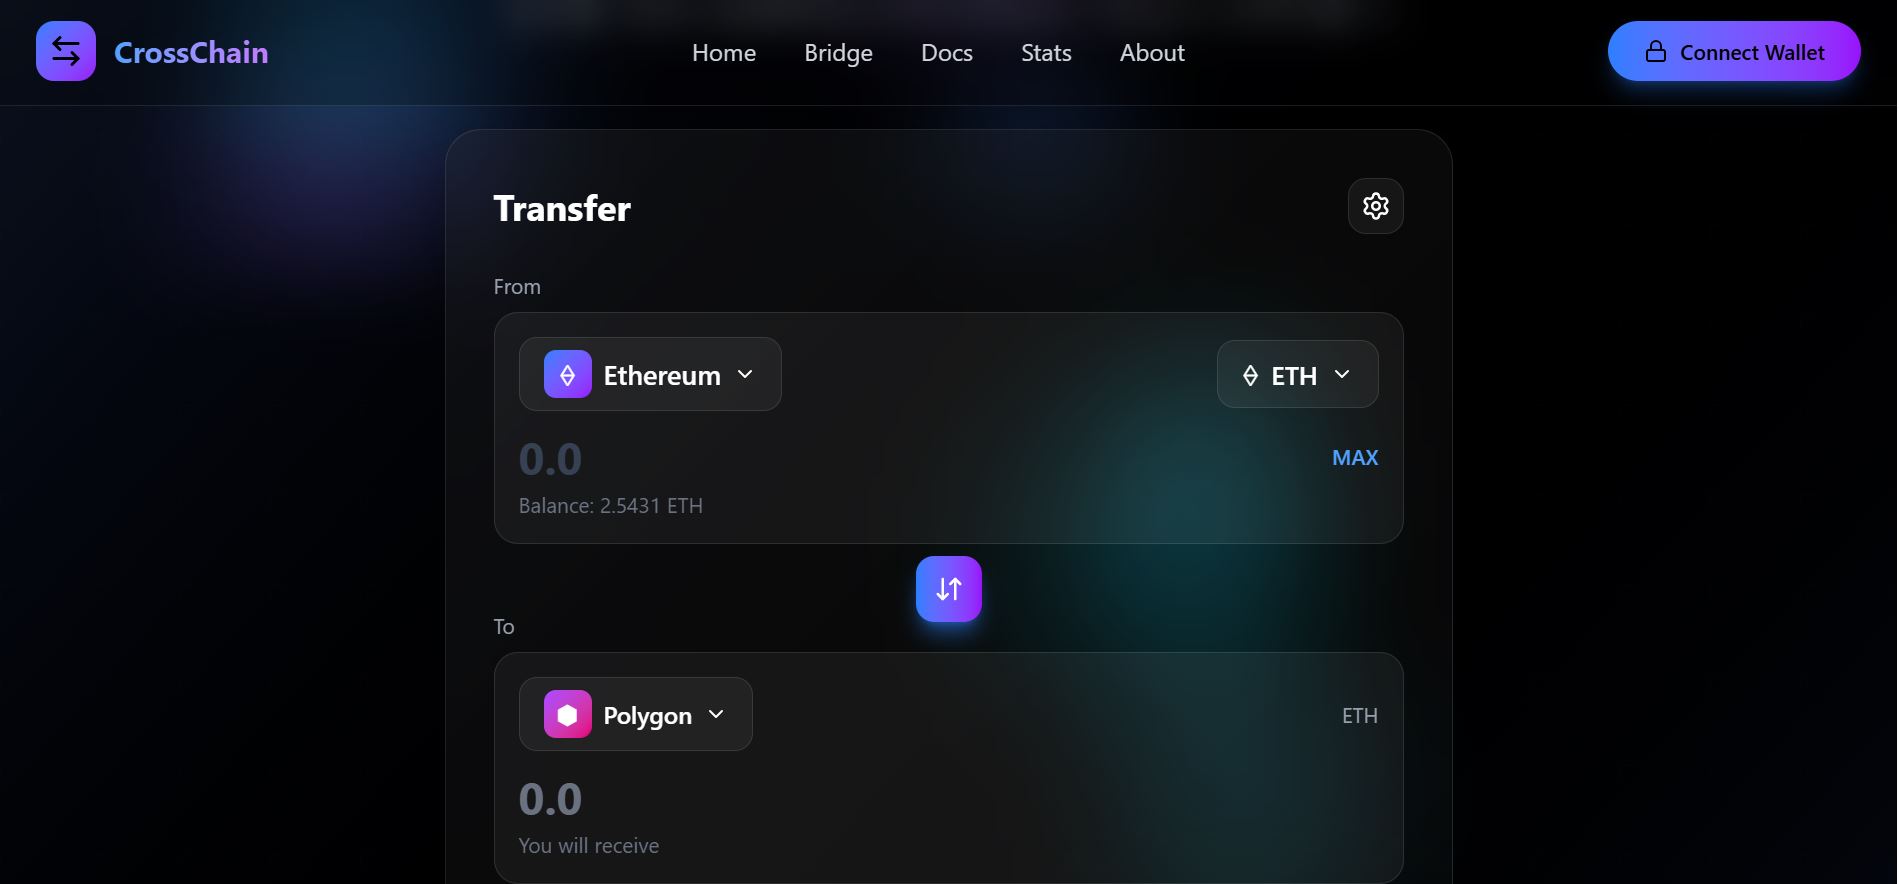 CrossChain
Home Bridge Docs Stats About
Connect Wallet
Transfer
From
Ethereum
ETH
0.0
MAX
Balance: 2.5431 ETH
To
Polygon
ETH
0.0
You will receive